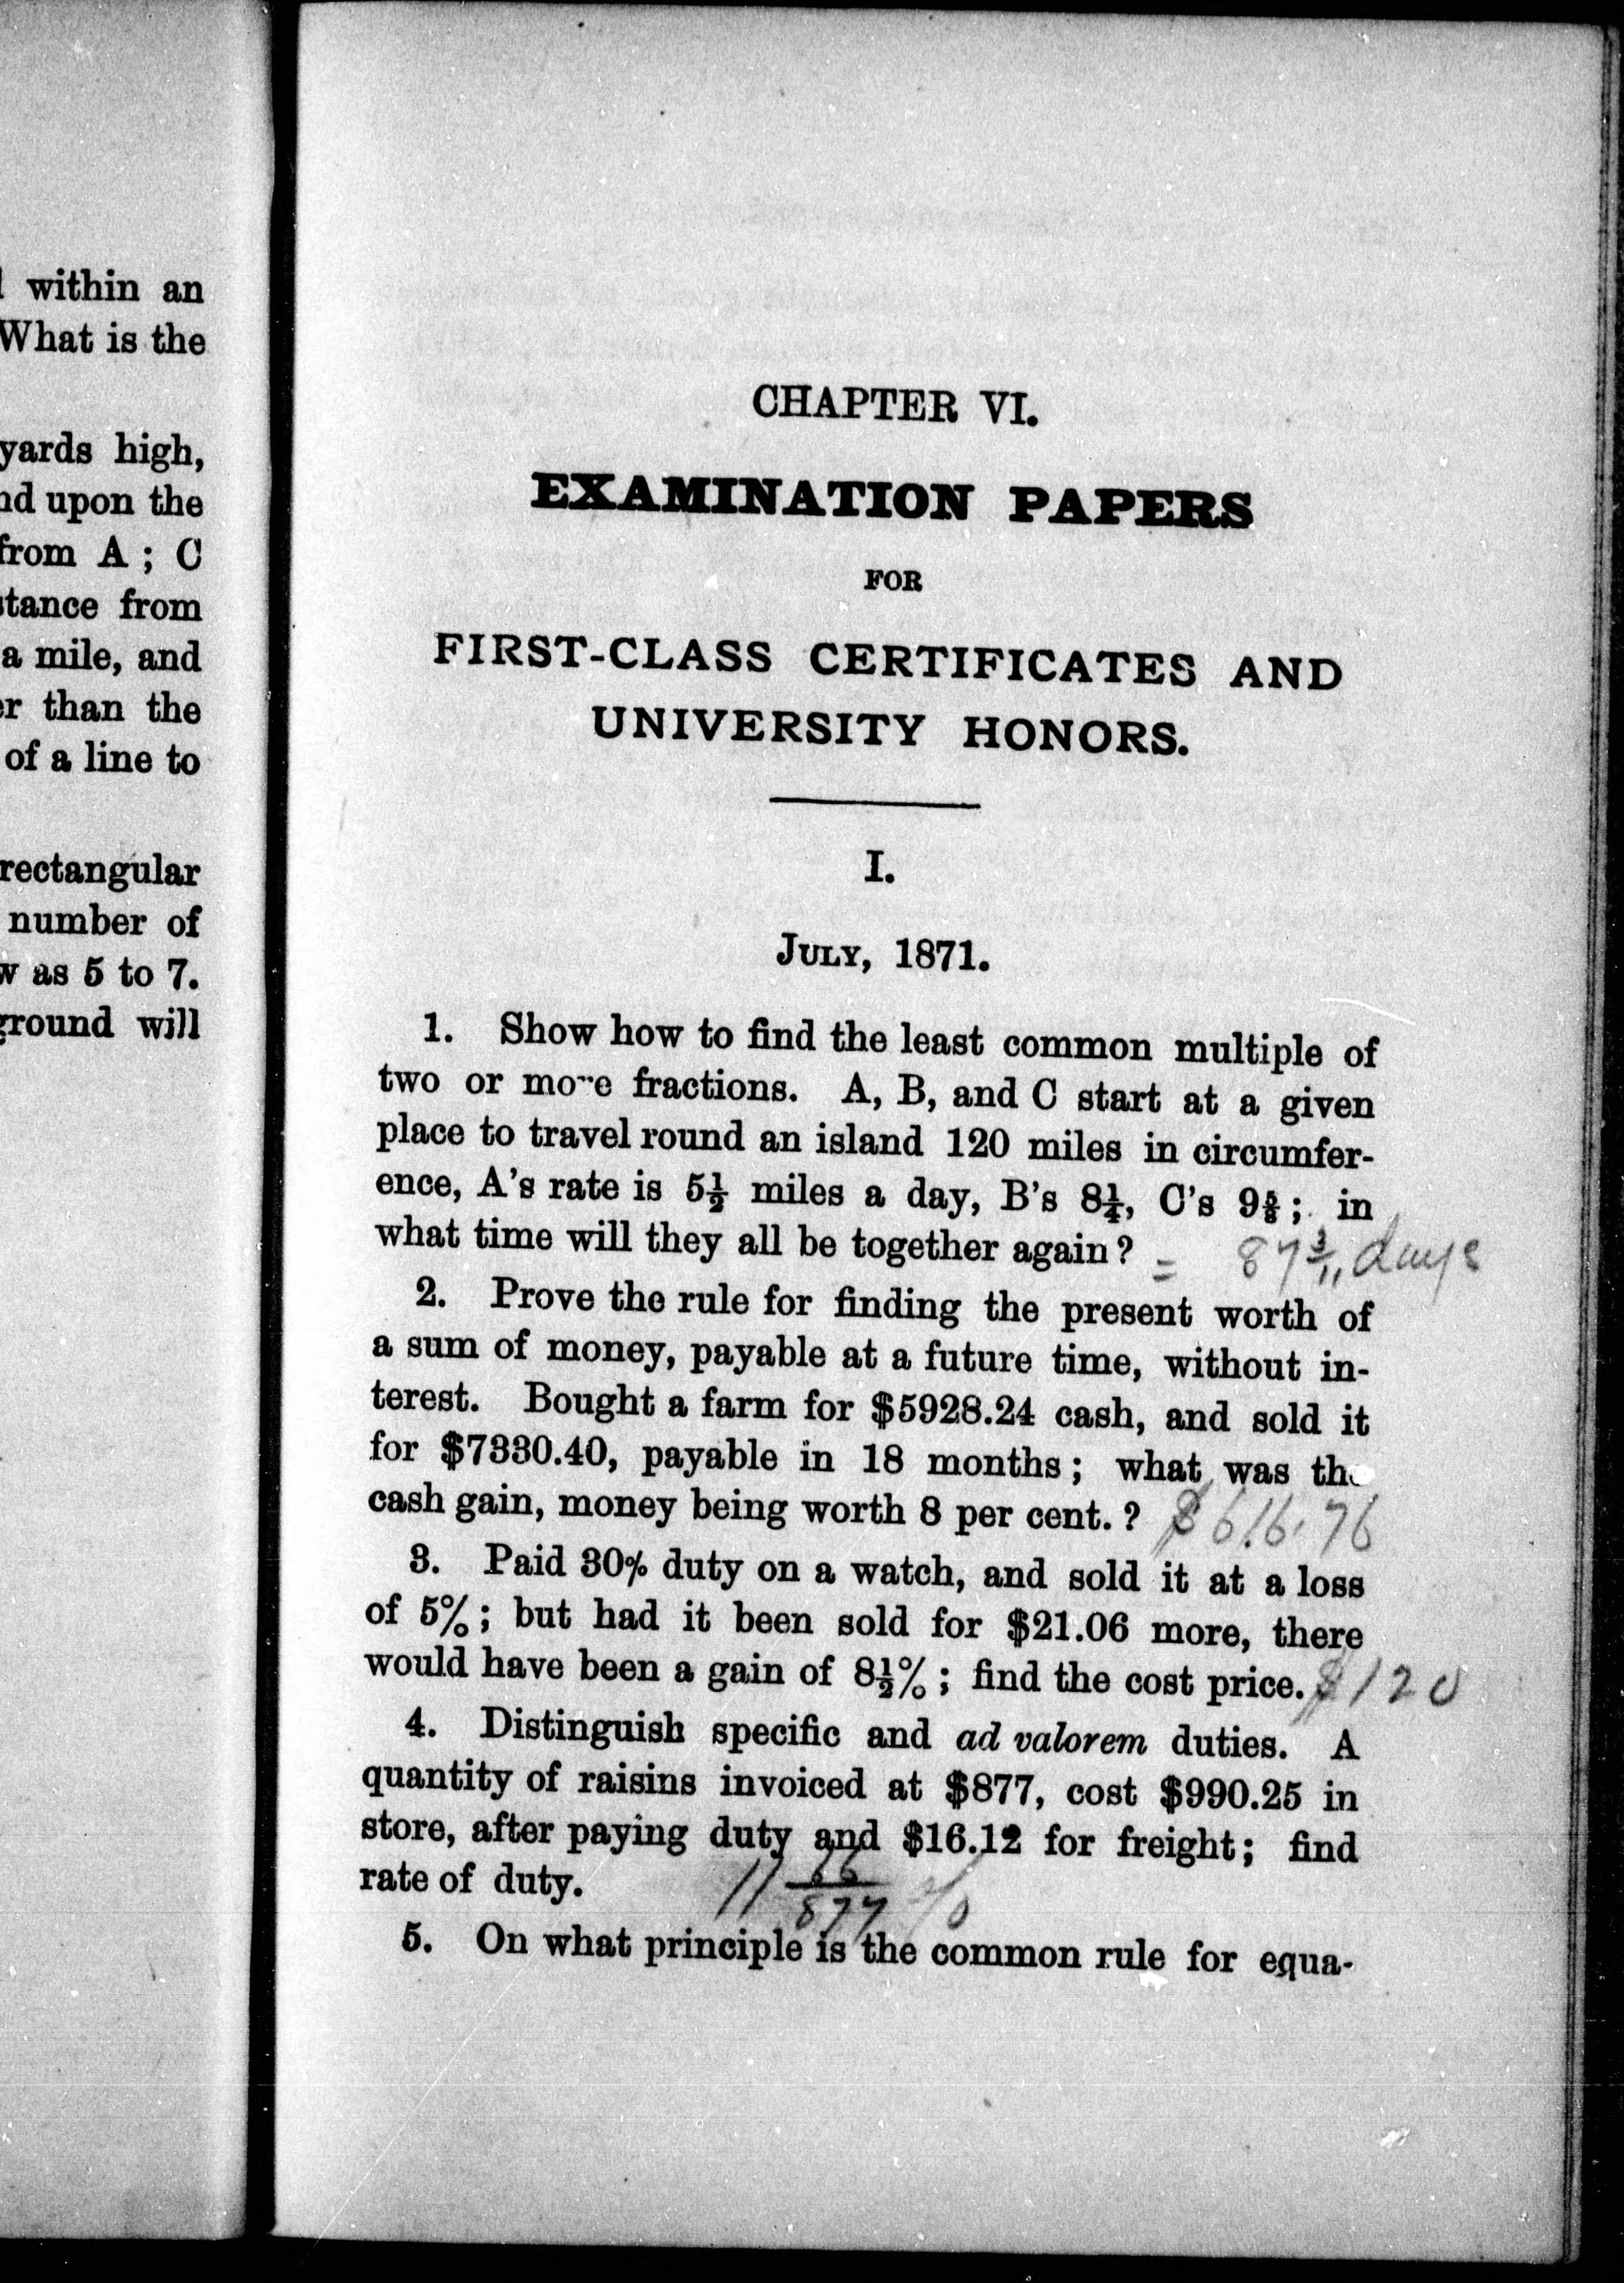 within an
What is the
yards high,
nd upon the
from A ; C
stance from
a mile, and
er than the
of a line to
rectangular
number of
w as 5 to 7.
ground will
CHAPTER VI.
EXAMINATION PAPERS
FOR
FIRST-CLASS CERTIFICATES AND
UNIVERSITY HONORS.
I.
JULY, 1871.
1. Show how to find the least common multiple of
two or more fractions. A, B, and C start at a given
place to travel round an island 120 miles in circumfer-
ence, A's rate is 5½ miles a day, B's 8¼, C's 9⅝; in
what time will they all be together again? = 87 3/11 days
2. Prove the rule for finding the present worth of
a sum of money, payable at a future time, without in-
terest. Bought a farm for $5928.24 cash, and sold it
for $7330.40, payable in 18 months; what was the
cash gain, money being worth 8 per cent.? $616.76
3. Paid 30% duty on a watch, and sold it at a loss
of 5%; but had it been sold for $21.06 more, there
would have been a gain of 8½%; find the cost price. $120
4. Distinguish specific and ad valorem duties. A
quantity of raisins invoiced at $877, cost $990.25 in
store, after paying duty and $16.12 for freight; find
rate of duty. 11 66/877 %
5. On what principle is the common rule for equa-